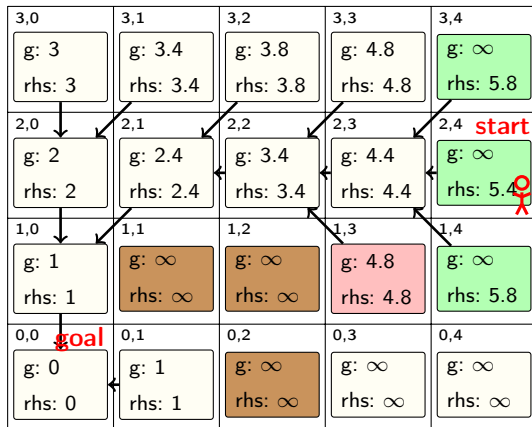 3,0 3,1 3,2 3,3 3,4
g: 3 g: 3.4 g: 3.8 g: 4.8 g: ∞
rhs: 3 rhs: 3.4 rhs: 3.8 rhs: 4.8 rhs: 5.8
2,0 2,1 2,2 2,3 2,4 start
g: 2 g: 2.4 g: 3.4 g: 4.4 g: ∞
rhs: 2 rhs: 2.4 rhs: 3.4 rhs: 4.4 rhs: 5.4
1,0 1,1 1,2 1,3 1,4
g: 1 g: ∞ g: ∞ g: 4.8 g: ∞
rhs: 1 rhs: ∞ rhs: ∞ rhs: 4.8 rhs: 5.8
0,0 goal 0,1 0,2 0,3 0,4
g: 0 g: 1 g: ∞ g: ∞ g: ∞
rhs: 0 rhs: 1 rhs: ∞ rhs: ∞ rhs: ∞